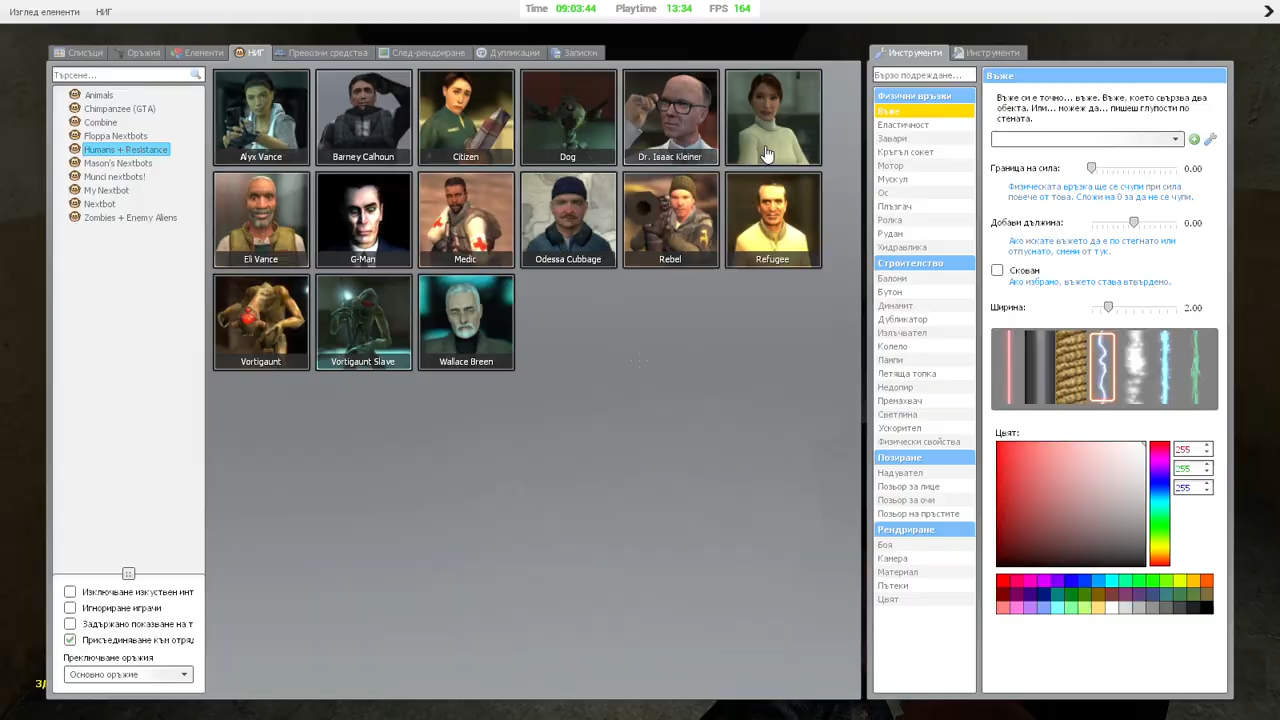 Изглед елементи НИГ
Time 09:03:44 Playtime 13:34 FPS 164
Списъци Оръжия Елементи НИГ Превозни средства След-рендриране Дупликации Записки
Търсене...
Animals
Chimpanzee (GTA)
Combine
Floppa Nextbots
Humans + Resistance
Mason's Nextbots
Munci nextbots!
My Nextbot
Nextbot
Zombies + Enemy Aliens
Изключване изкуствен инт
Игнориране играчи
Задържано показване на т
Присъединяване към отряд
Преключване оръжия
Основно оръжие
Alyx Vance
Barney Calhoun
Citizen
Dog
Dr. Isaac Kleiner
Eli Vance
G-Man
Medic
Odessa Cubbage
Rebel
Refugee
Vortigaunt
Vortigaunt Slave
Wallace Breen
Инструменти Инструменти
Бързо подреждане...
Физични връзки
Въже
Еластичност
Завари
Кръгъл сокет
Мотор
Мускул
Ос
Плъзгач
Ролка
Рудан
Хидравлика
Строителство
Балони
Бутон
Динанит
Дубликатор
Излъчвател
Колело
Лампи
Летяща топка
Недопир
Премахвач
Светлина
Ускорител
Физически свойства
Позиране
Надувател
Позьор за лице
Позьор за очи
Позьор на пръстите
Рендриране
Боя
Камера
Материал
Пътеки
Цвят
Въже
Въже си е точно... въже. Въже, което свързва два
обекта. Или... можеж да... пишеш глупости по
стената.
Граница на сила: 0.00
Физическата връзка ще се счупи при сила
повече от това. Сложи на 0 за да не се чупи.
Добави дължина: 0.00
Ако искате въжето да е по стегнато или
отпуснато, смени от тук.
Скован
Ако избрано, въжето става втвърдено.
Ширина: 2.00
Цвят:
255
255
255